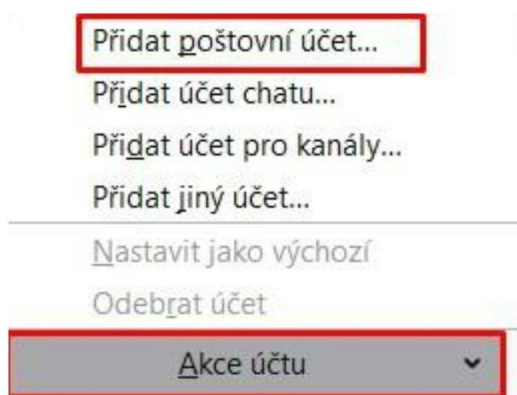 Přidat poštovní účet...
Přidat účet chatu...
Přidat účet pro kanály...
Přidat jiný účet...
Nastavit jako výchozí
Odebrat účet
Akce účtu